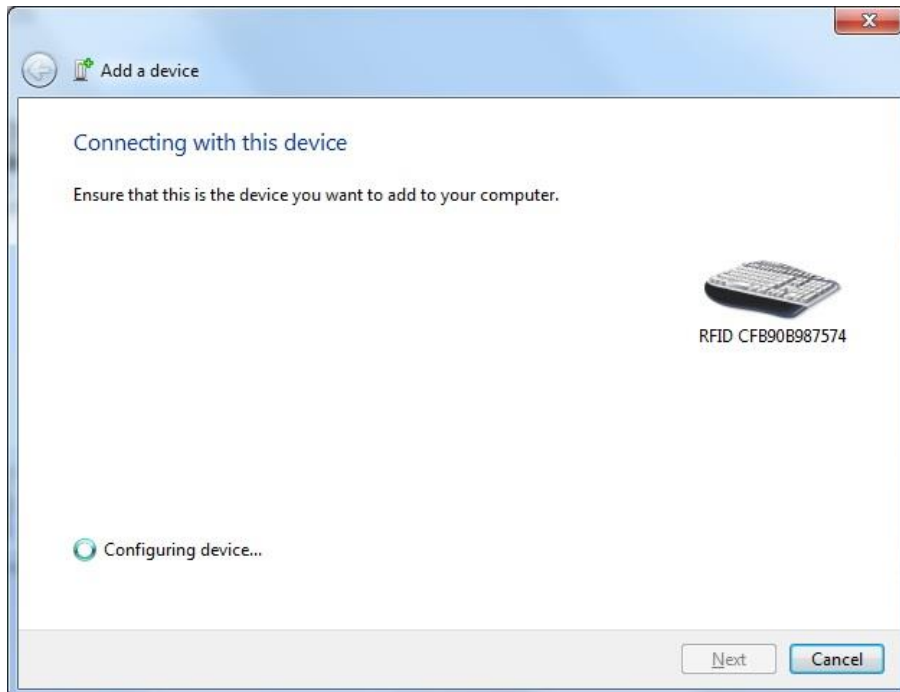 Add a device
Connecting with this device
Ensure that this is the device you want to add to your computer.
RFID CFB90B987574
Configuring device...
Next
Cancel